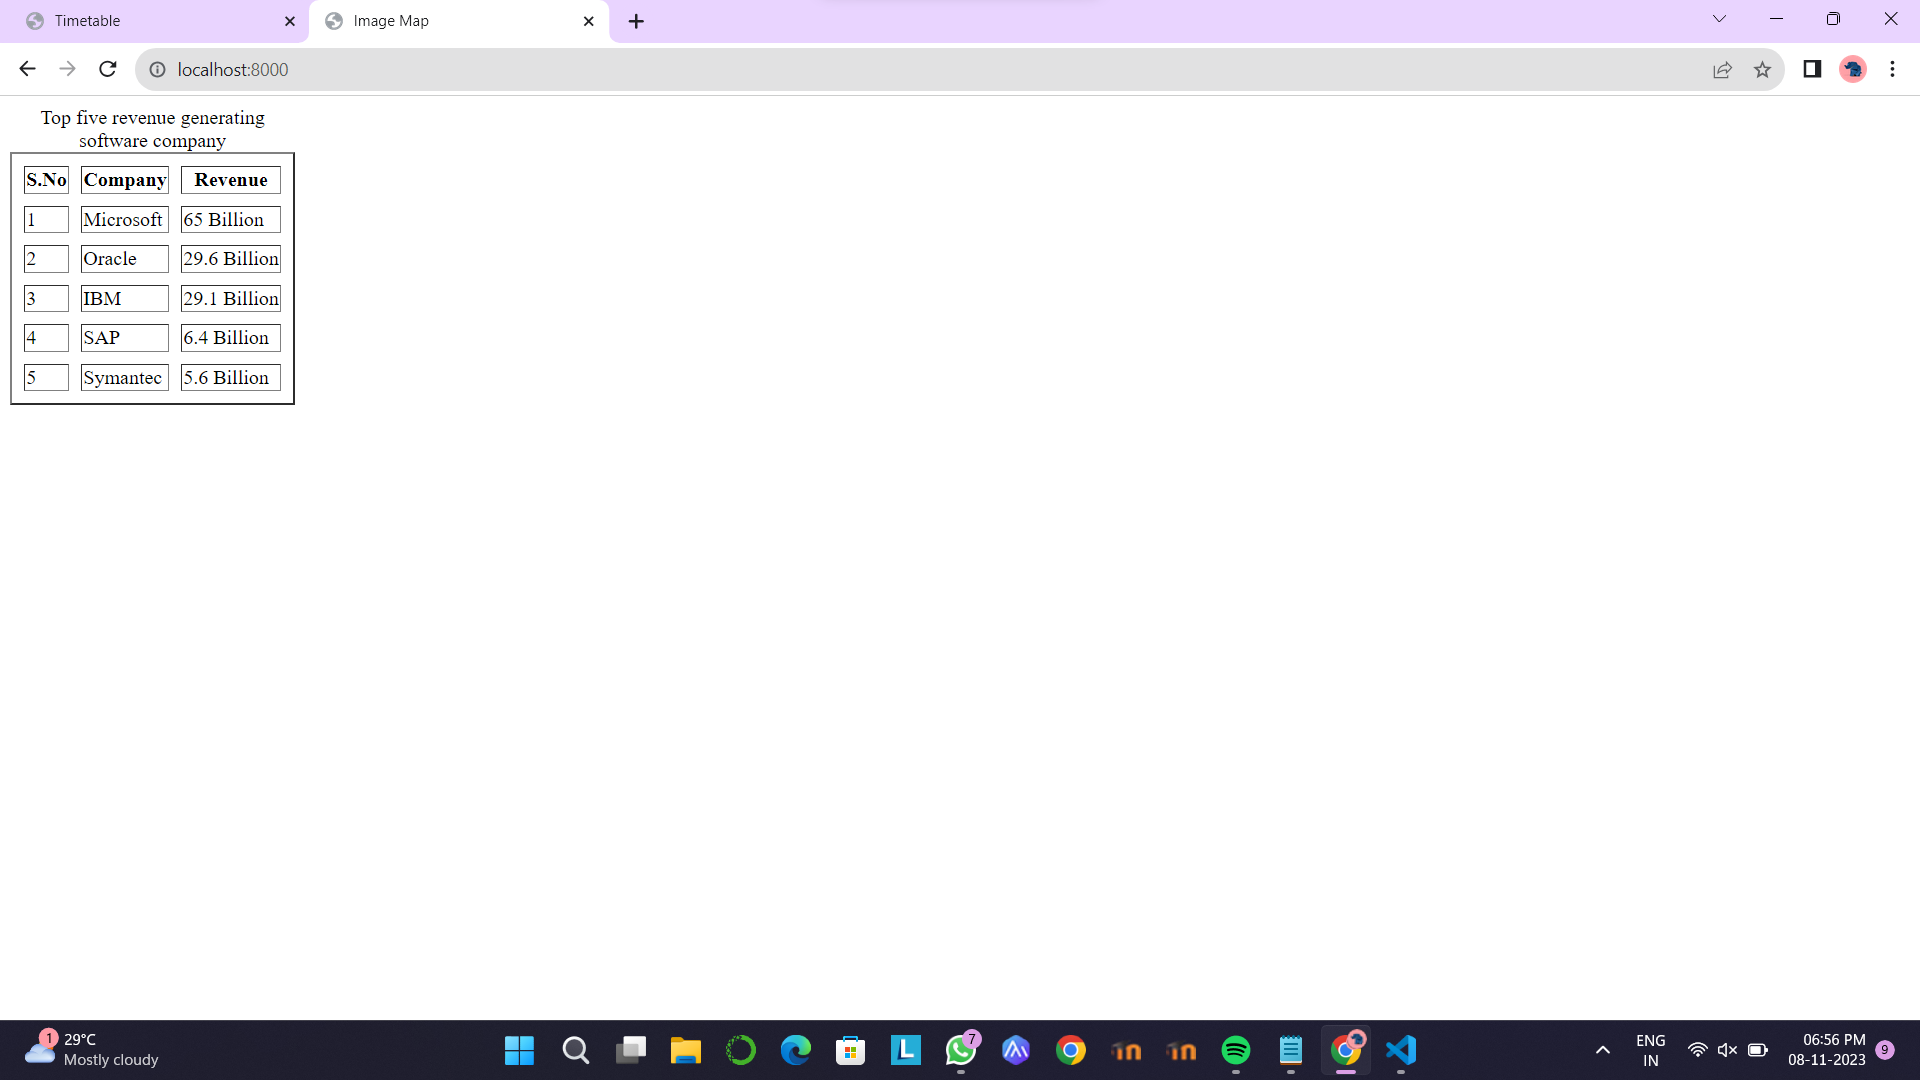 Timetable
Image Map
localhost:8000
Top five revenue generating
software company
S.No Company Revenue
1 Microsoft 65 Billion
2 Oracle 29.6 Billion
3 IBM 29.1 Billion
4 SAP 6.4 Billion
5 Symantec 5.6 Billion
1 29°C
Mostly cloudy
L
7
in
in
ENG
IN
06:56 PM
08-11-2023
9